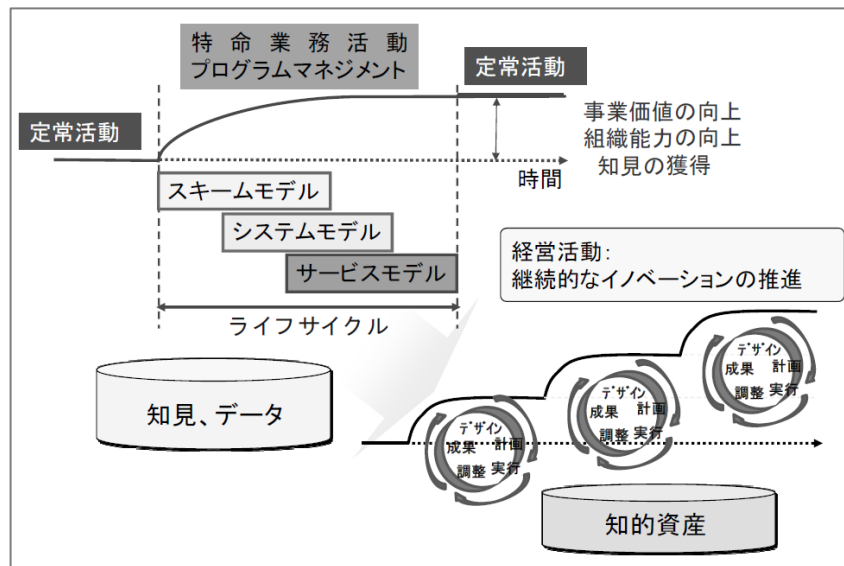 特命業務活動
プログラムマネジメント
定常活動
定常活動
事業価値の向上
組織能力の向上
知見の獲得
時間
スキームモデル
システムモデル
サービスモデル
ライフサイクル
経営活動：
継続的なイノベーションの推進
知見、データ
ﾃﾞｻﾞｲﾝ
成果 計画
調整 実行
ﾃﾞｻﾞｲﾝ
成果 計画
調整 実行
ﾃﾞｻﾞｲﾝ
成果 計画
調整 実行
知的資産